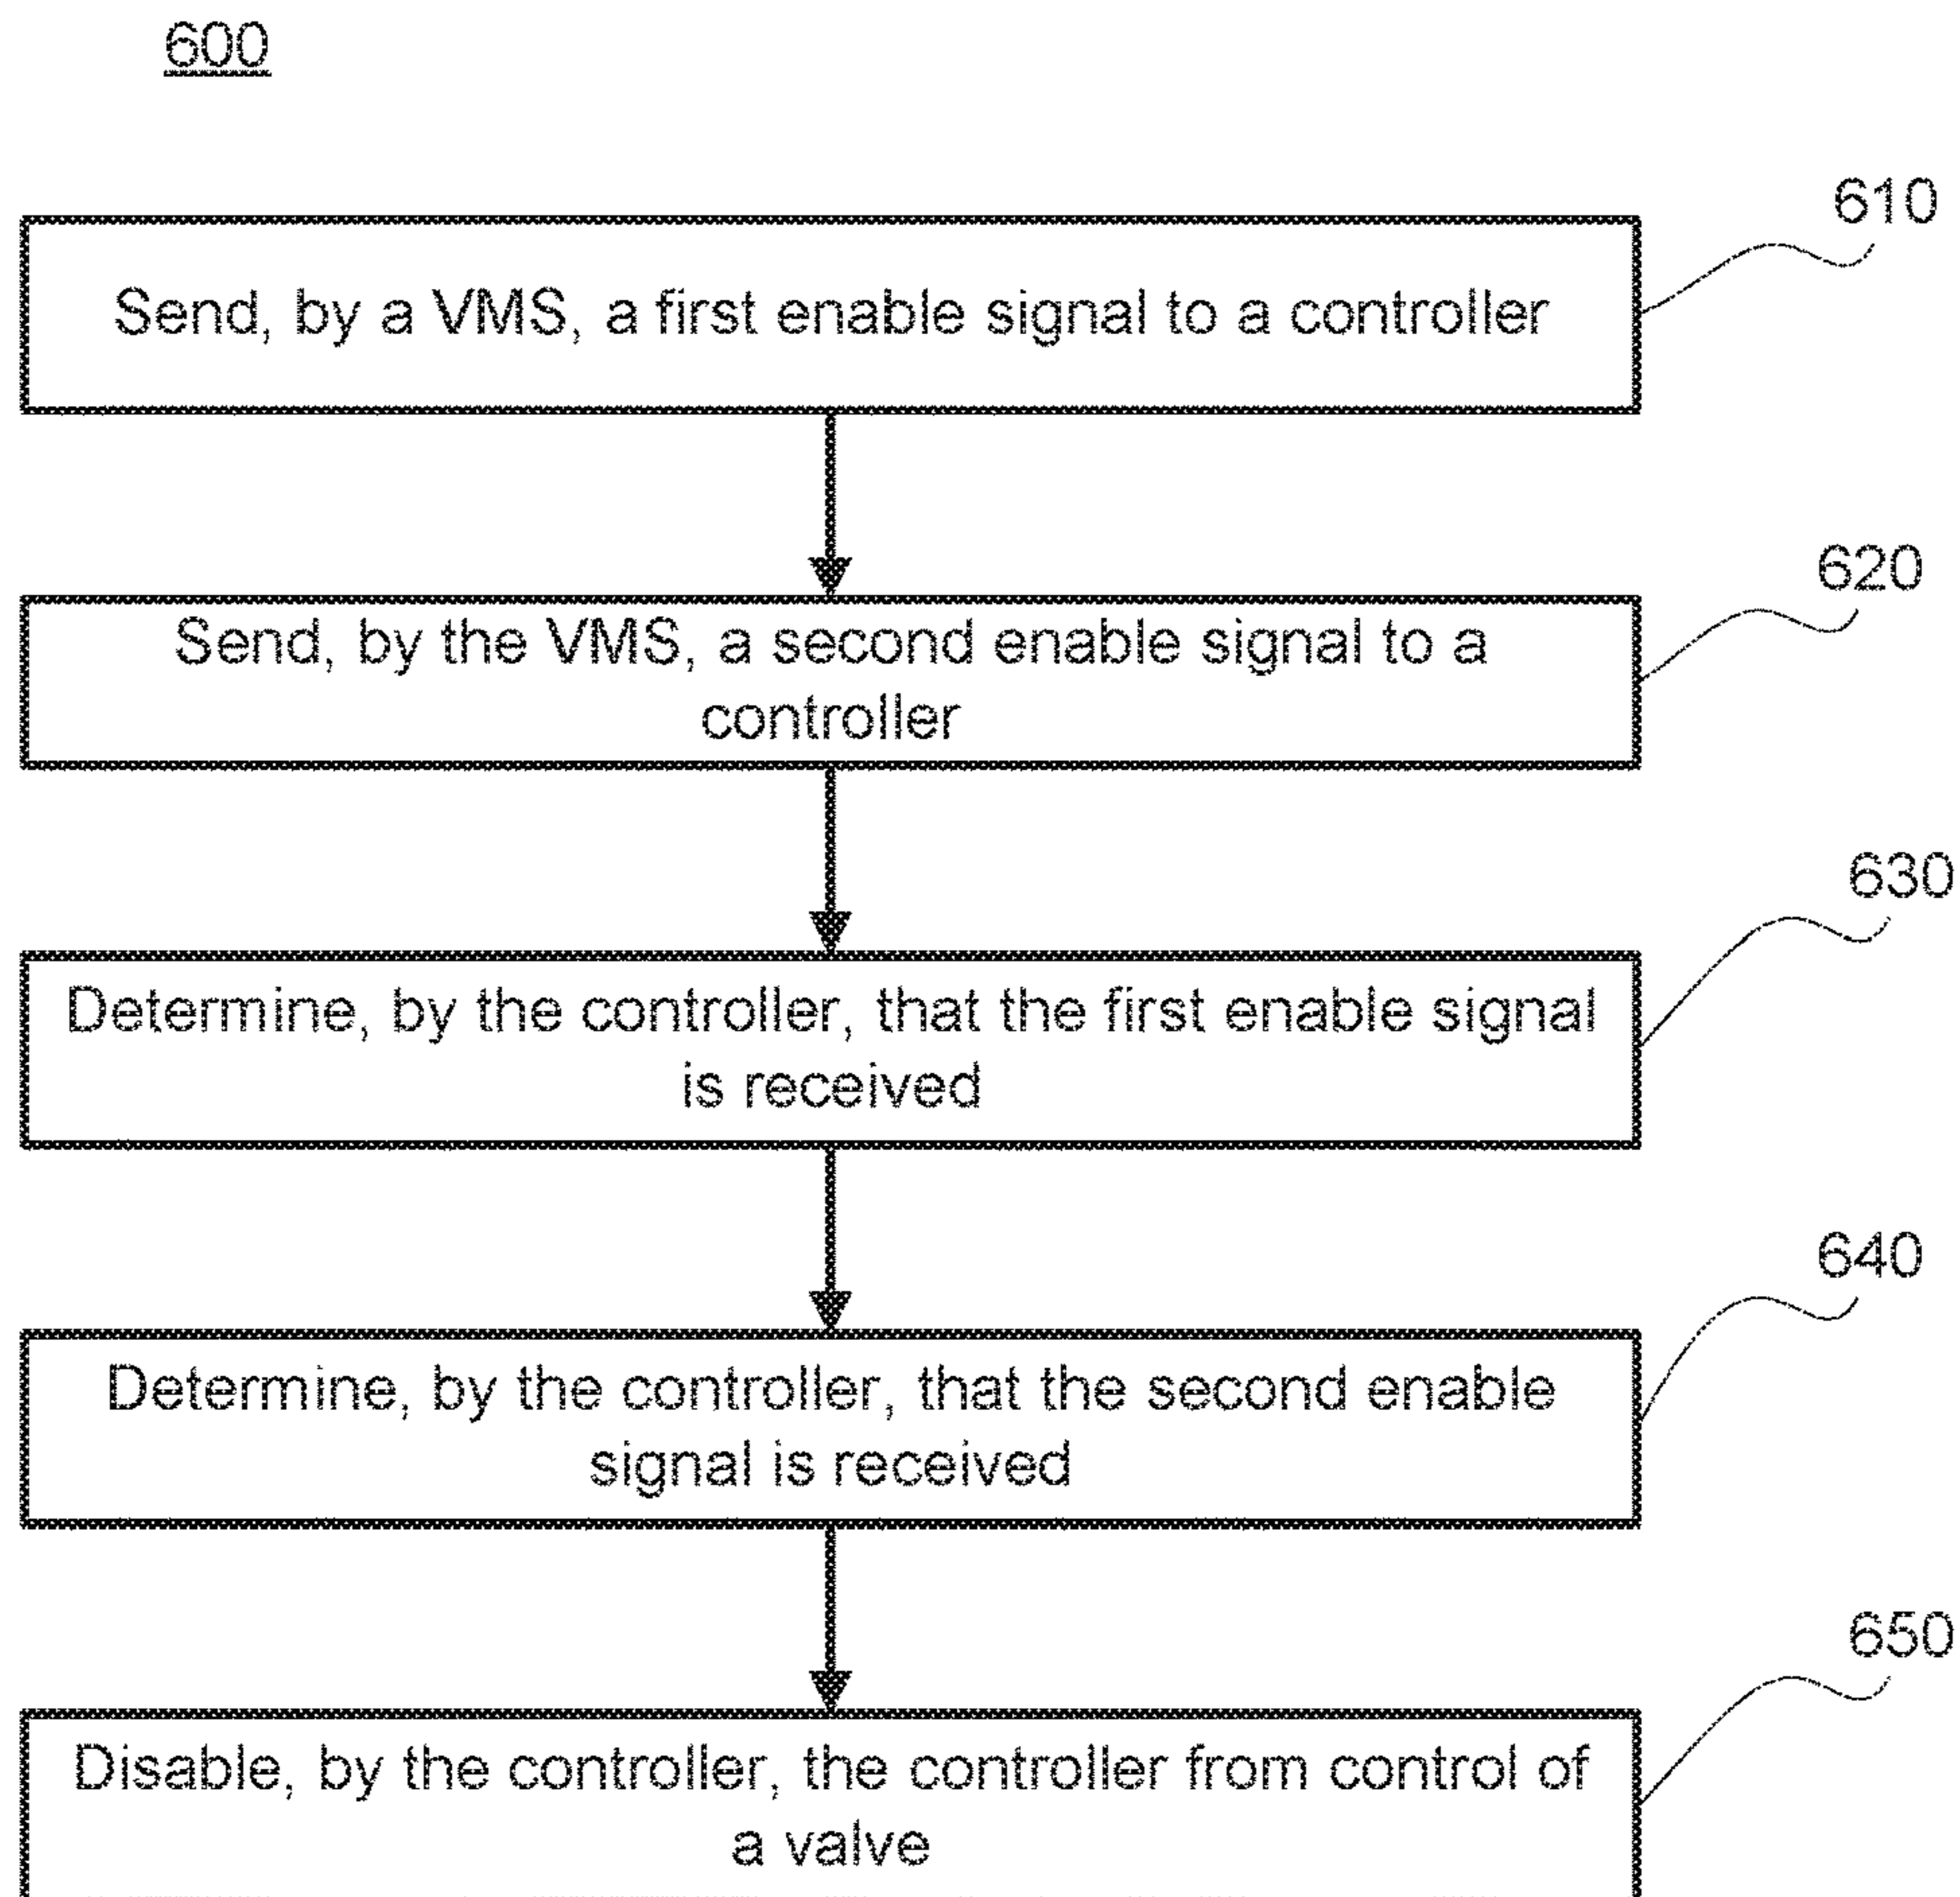 600
610
Send, by a VMS, a first enable signal to a controller
620
Send, by the VMS, a second enable signal to a
controller
630
Determine, by the controller, that the first enable signal
is received
640
Determine, by the controller, that the second enable
signal is received
650
Disable, by the controller, the controller from control of
a valve